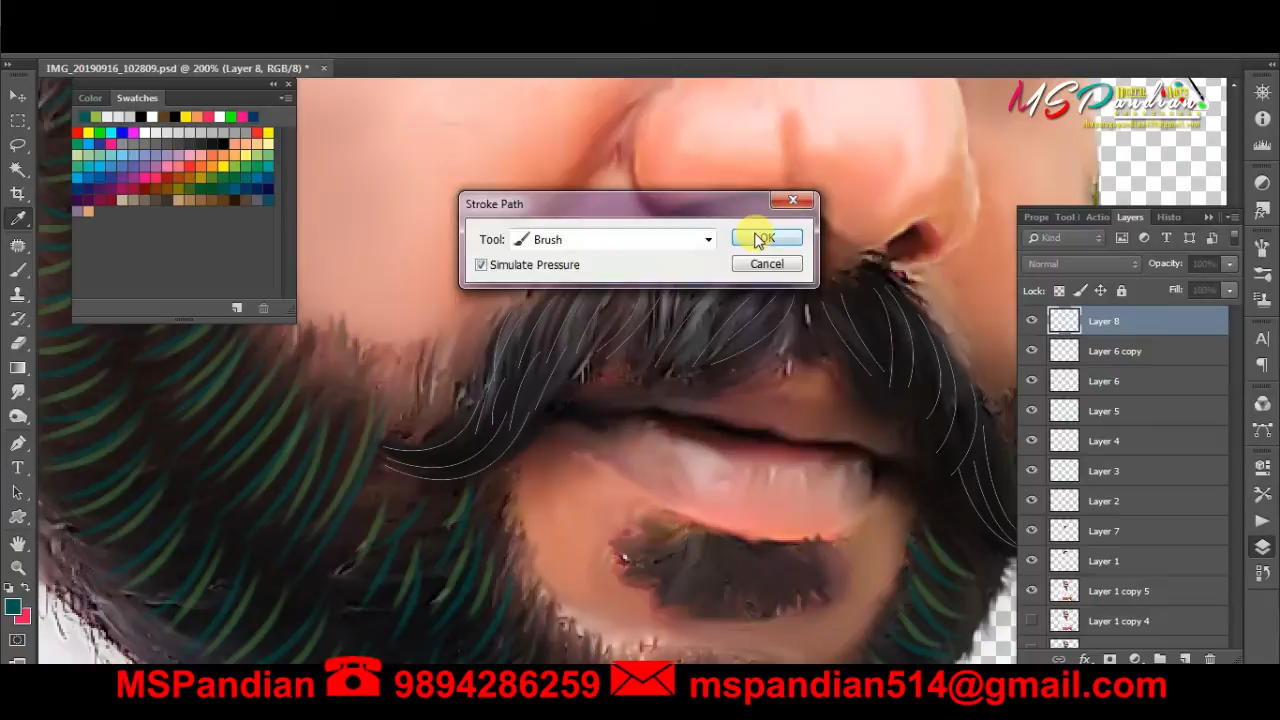 IMG_20190916_102809.psd @ 200% (Layer 8, RGB/8) *
Color
Swatches
MSPandian
Stroke Path
Tool:
Brush
OK
Simulate Pressure
Cancel
Prope
Tool
Actio
Layers
Histo
Kind
Normal
Opacity: 100%
Lock:
Fill: 100%
Layer 8
Layer 6 copy
Layer 6
Layer 5
Layer 4
Layer 3
Layer 2
Layer 7
Layer 1
Layer 1 copy 5
Layer 1 copy 4
MSPandian 9894286259 mspandian514@gmail.com